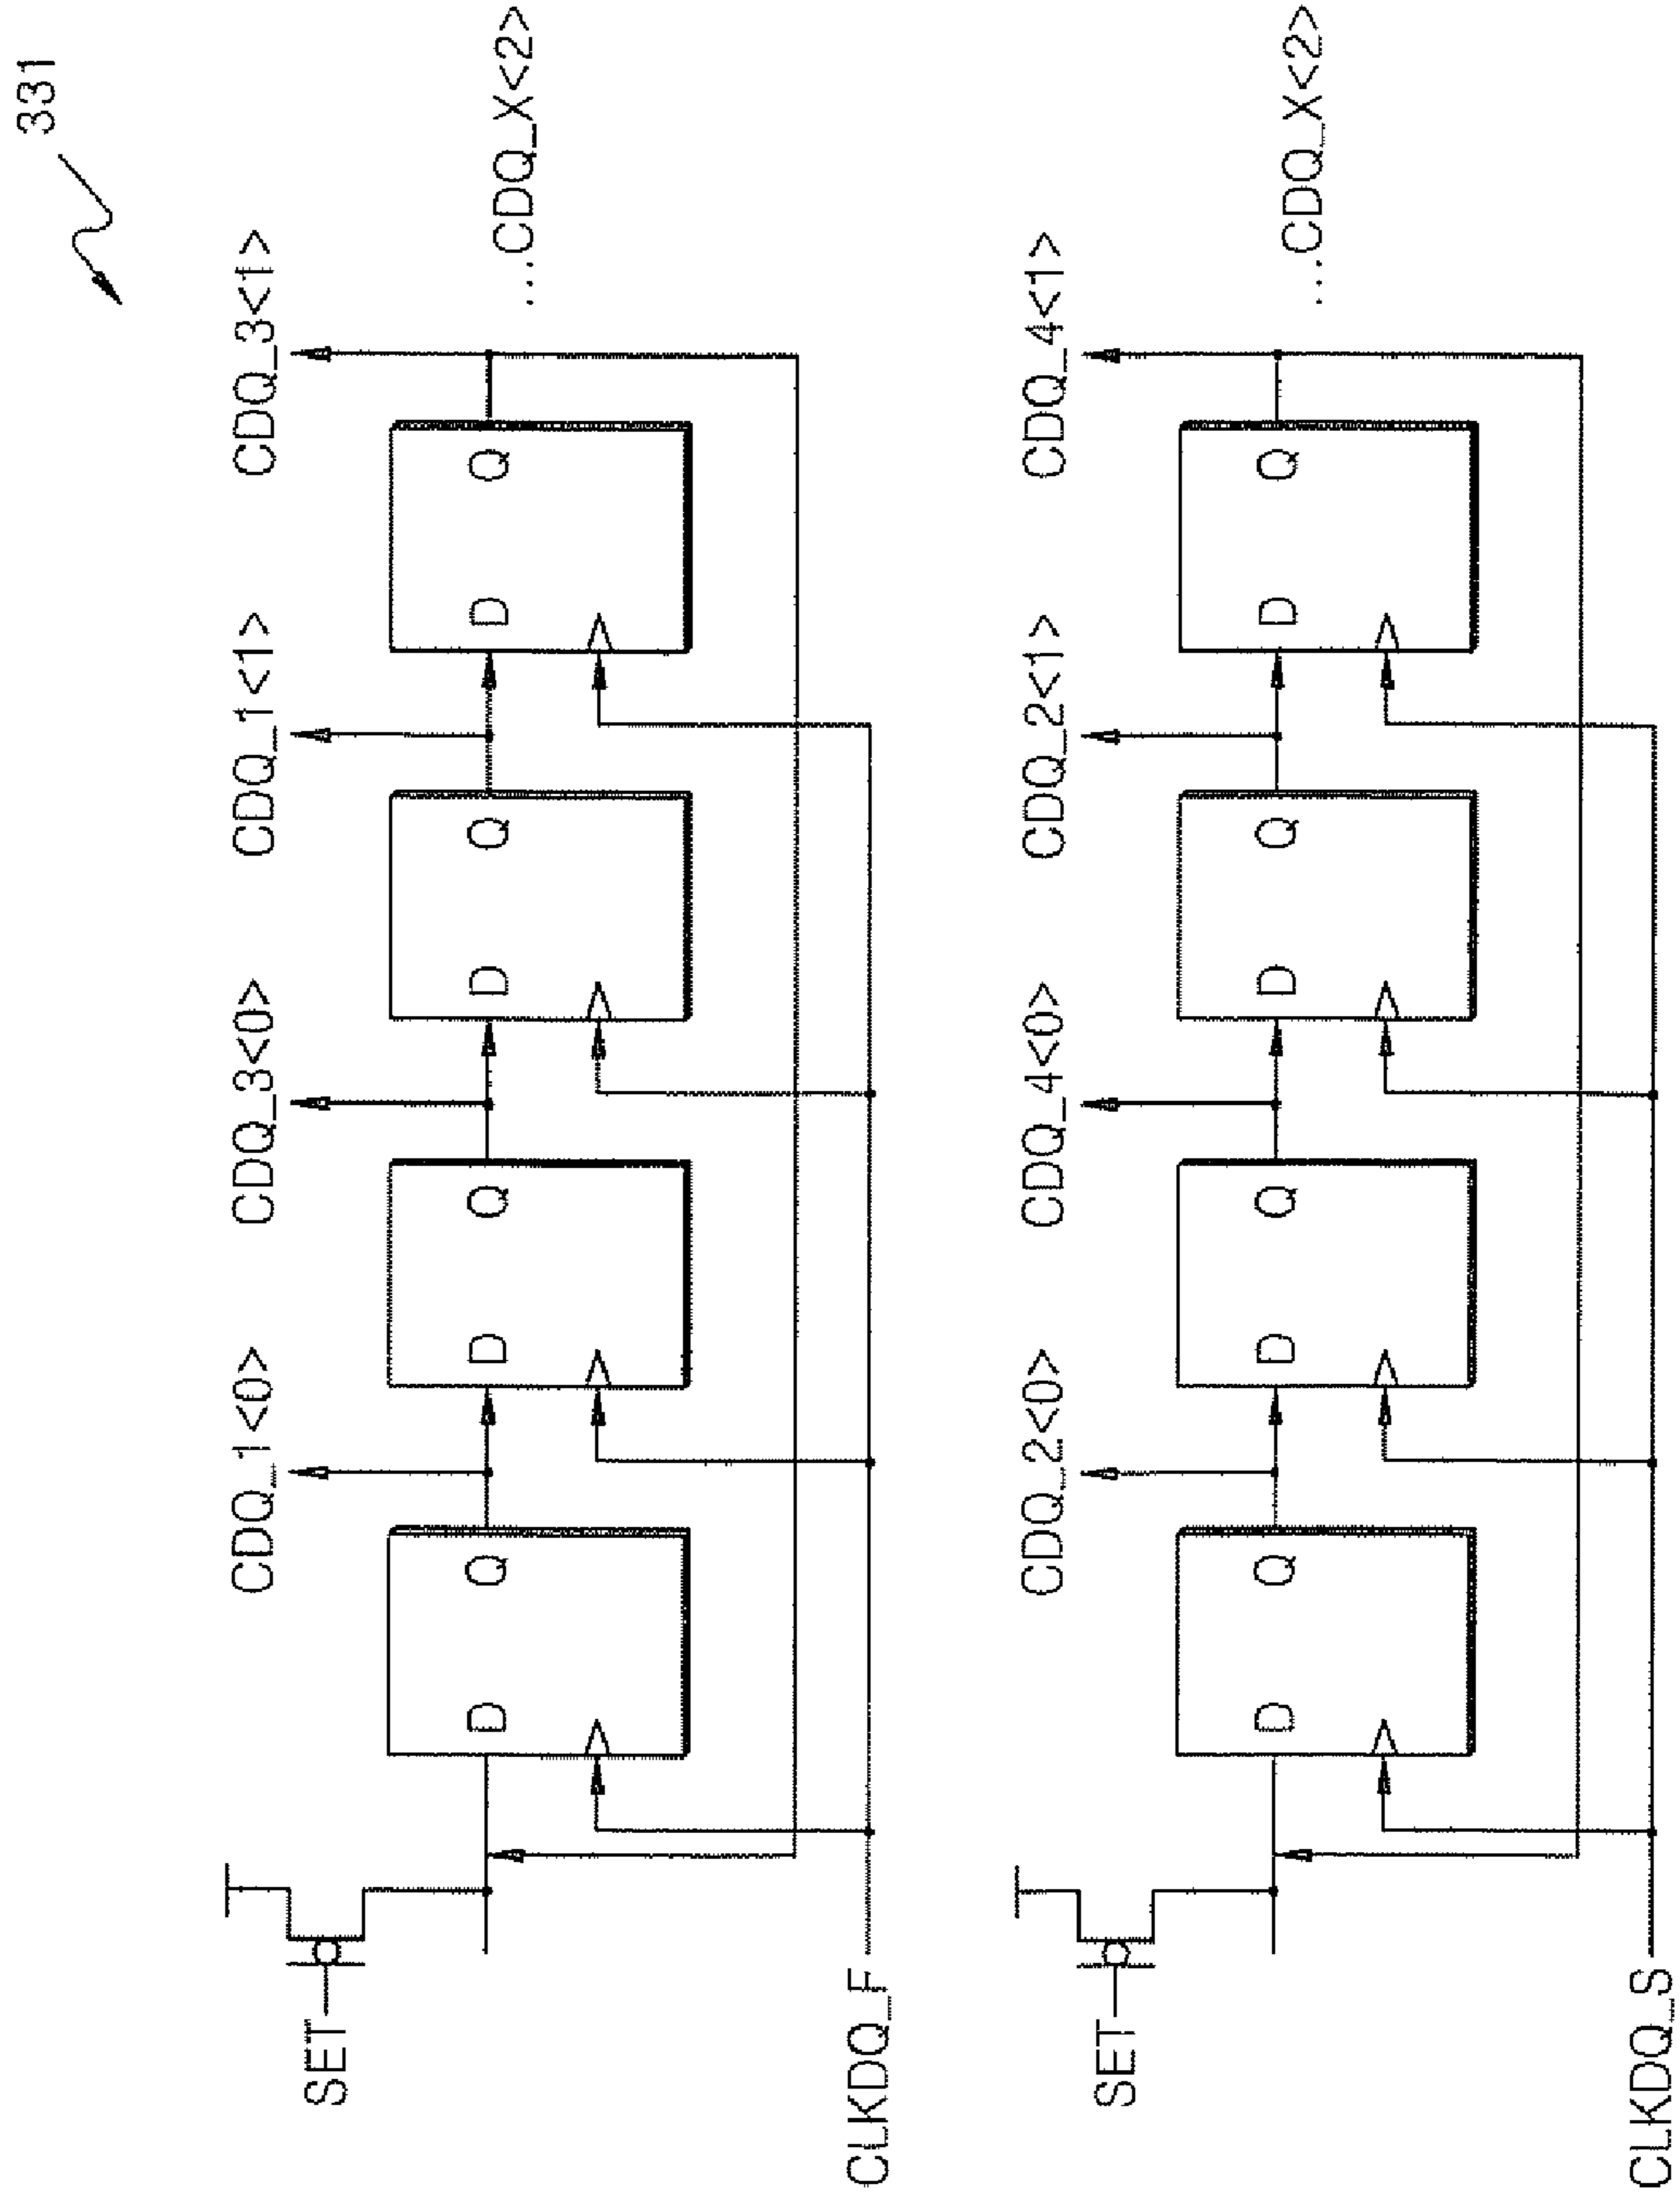 331
CDQ_1<0>
CDQ_3<0>
CDQ_1<1>
CDQ_3<1>
SET
D
Q
D
Q
D
Q
D
Q
...CDQ_X<2>
CLKDQ_F
CDQ_2<0>
CDQ_4<0>
CDQ_2<1>
CDQ_4<1>
SET
D
Q
D
Q
D
Q
D
Q
...CDQ_X<2>
CLKDQ_S